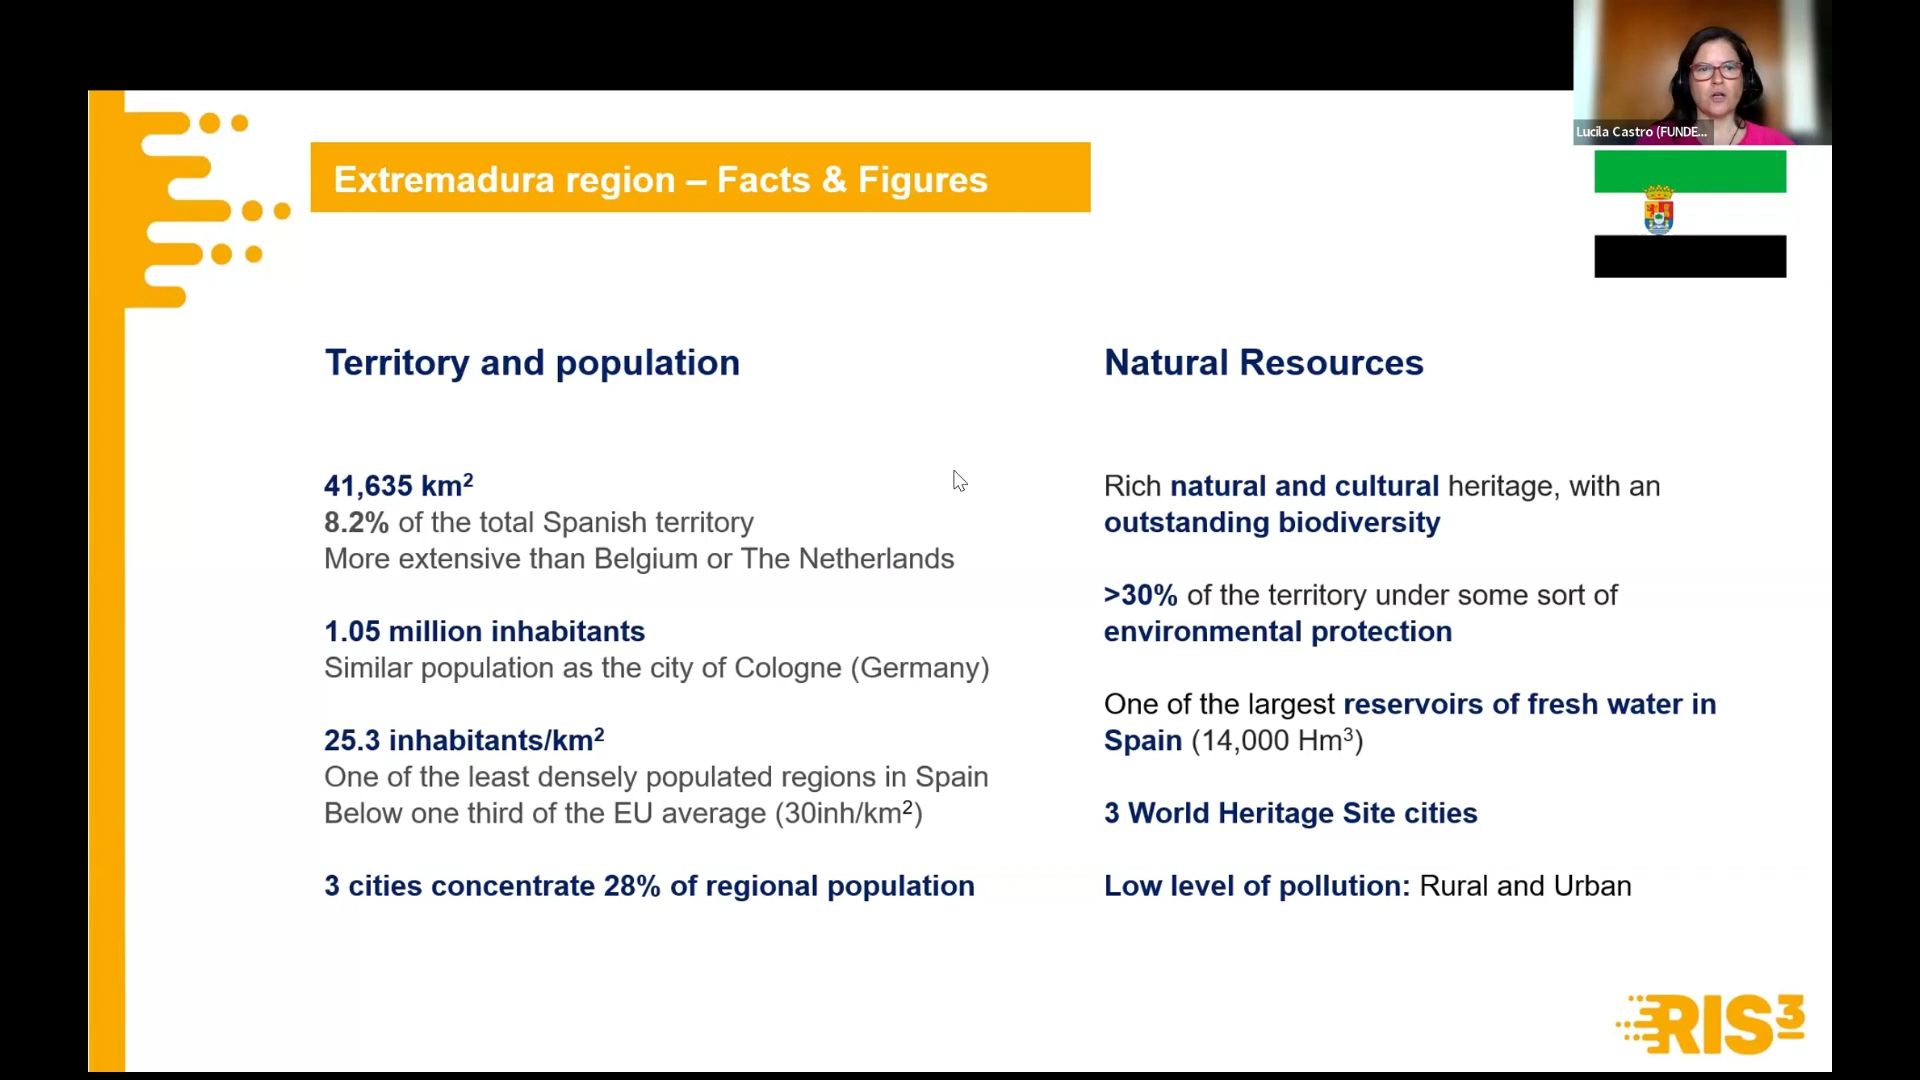 Lucila Castro (FUNDE...
Extremadura region – Facts & Figures
Territory and population
41,635 km²
8.2% of the total Spanish territory
More extensive than Belgium or The Netherlands
1.05 million inhabitants
Similar population as the city of Cologne (Germany)
25.3 inhabitants/km²
One of the least densely populated regions in Spain
Below one third of the EU average (30inh/km²)
3 cities concentrate 28% of regional population
Natural Resources
Rich natural and cultural heritage, with an
outstanding biodiversity
>30% of the territory under some sort of
environmental protection
One of the largest reservoirs of fresh water in
Spain (14,000 Hm³)
3 World Heritage Site cities
Low level of pollution: Rural and Urban
RIS3